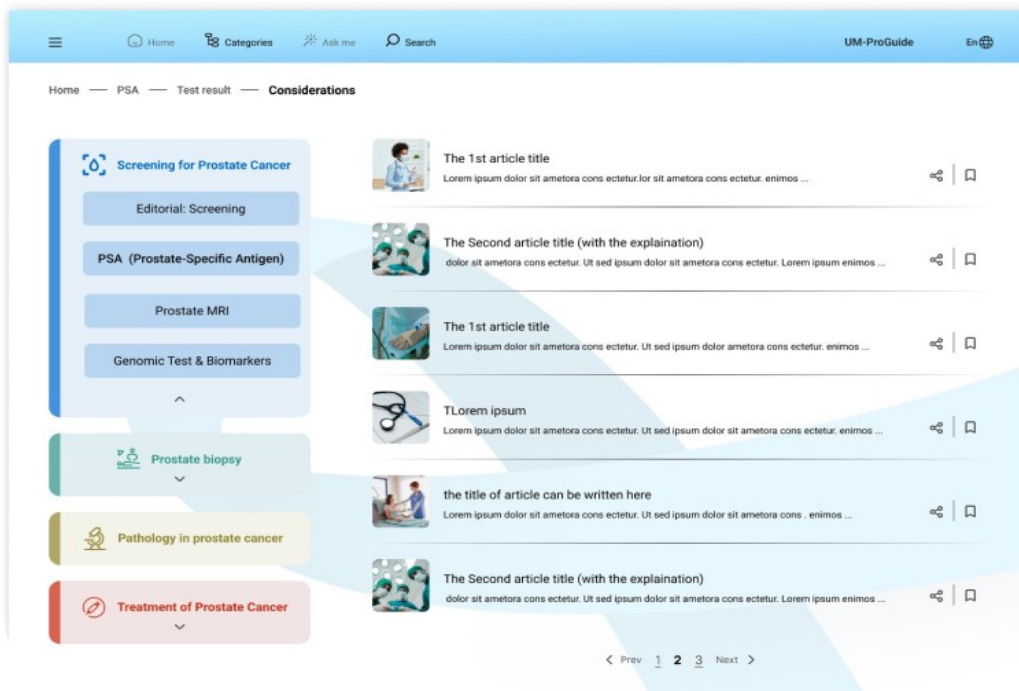 Home Categories Ask me Search UM-ProGuide En
Home — PSA — Test result — Considerations
Screening for Prostate Cancer
Editorial: Screening
PSA (Prostate-Specific Antigen)
Prostate MRI
Genomic Test & Biomarkers
Prostate biopsy
Pathology in prostate cancer
Treatment of Prostate Cancer
The 1st article title
Lorem ipsum dolor sit ametora cons ectetur.lor sit ametora cons ectetur. enimos ...
The Second article title (with the explaination)
dolor sit ametora cons ectetur. Ut sed ipsum dolor sit ametora cons ectetur. Lorem ipsum enimos ...
The 1st article title
Lorem ipsum dolor sit ametora cons ectetur. Ut sed ipsum dolor ametora cons ectetur. enimos ...
TLorem ipsum
Lorem ipsum dolor sit ametora cons ectetur. Ut sed ipsum dolor sit ametora cons ectetur. enimos ...
the title of article can be written here
Lorem ipsum dolor sit ametora cons ectetur. Ut sed ipsum dolor sit ametora cons . enimos ...
The Second article title (with the explaination)
dolor sit ametora cons ectetur. Ut sed ipsum dolor sit ametora cons ectetur. Lorem ipsum enimos ...
Prev 1 2 3 Next